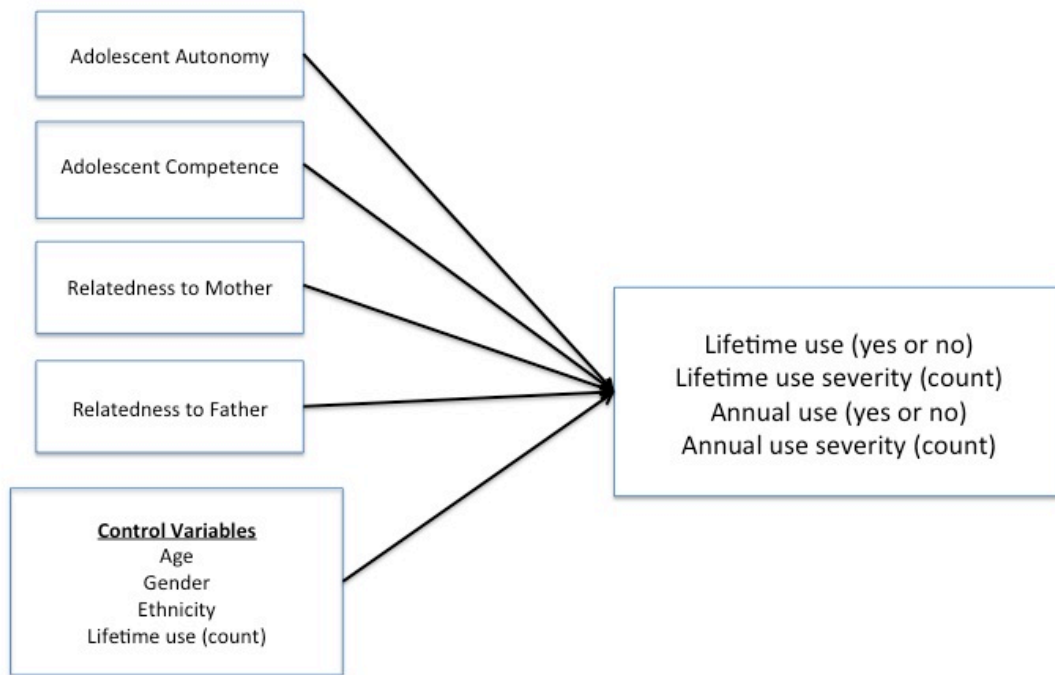 Adolescent Autonomy
Adolescent Competence
Relatedness to Mother
Relatedness to Father
Control Variables
Age
Gender
Ethnicity
Lifetime use (count)
Lifetime use (yes or no)
Lifetime use severity (count)
Annual use (yes or no)
Annual use severity (count)